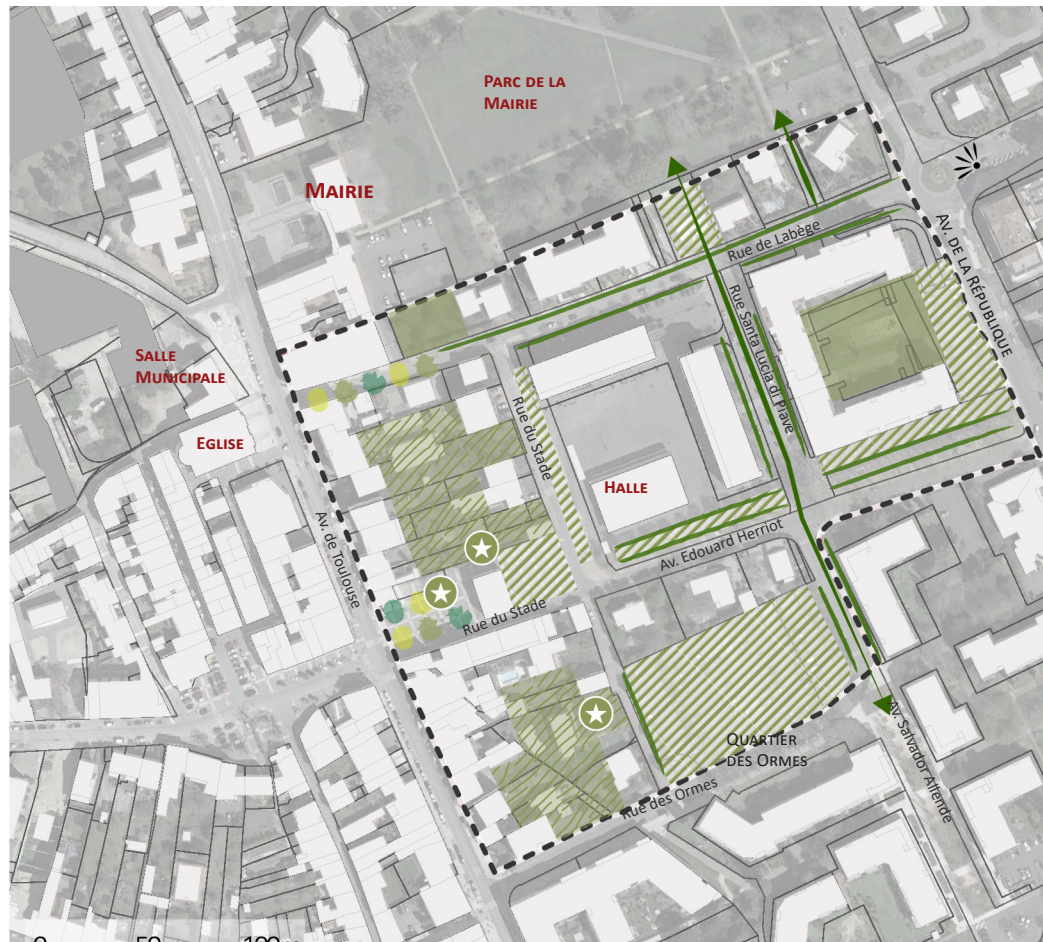 PARC DE LA
MAIRIE
MAIRIE
AV. DE LA RÉPUBLIQUE
Rue de Labège
SALLE
MUNICIPALE
Rue Santa Lucia di Piave
EGLISE
Rue du Stade
HALLE
Av. de Toulouse
Av. Edouard Herriot
Rue du Stade
QUARTIER
DES ORMES
Av. Salvador Allende
Rue des Ormes
0 50 100